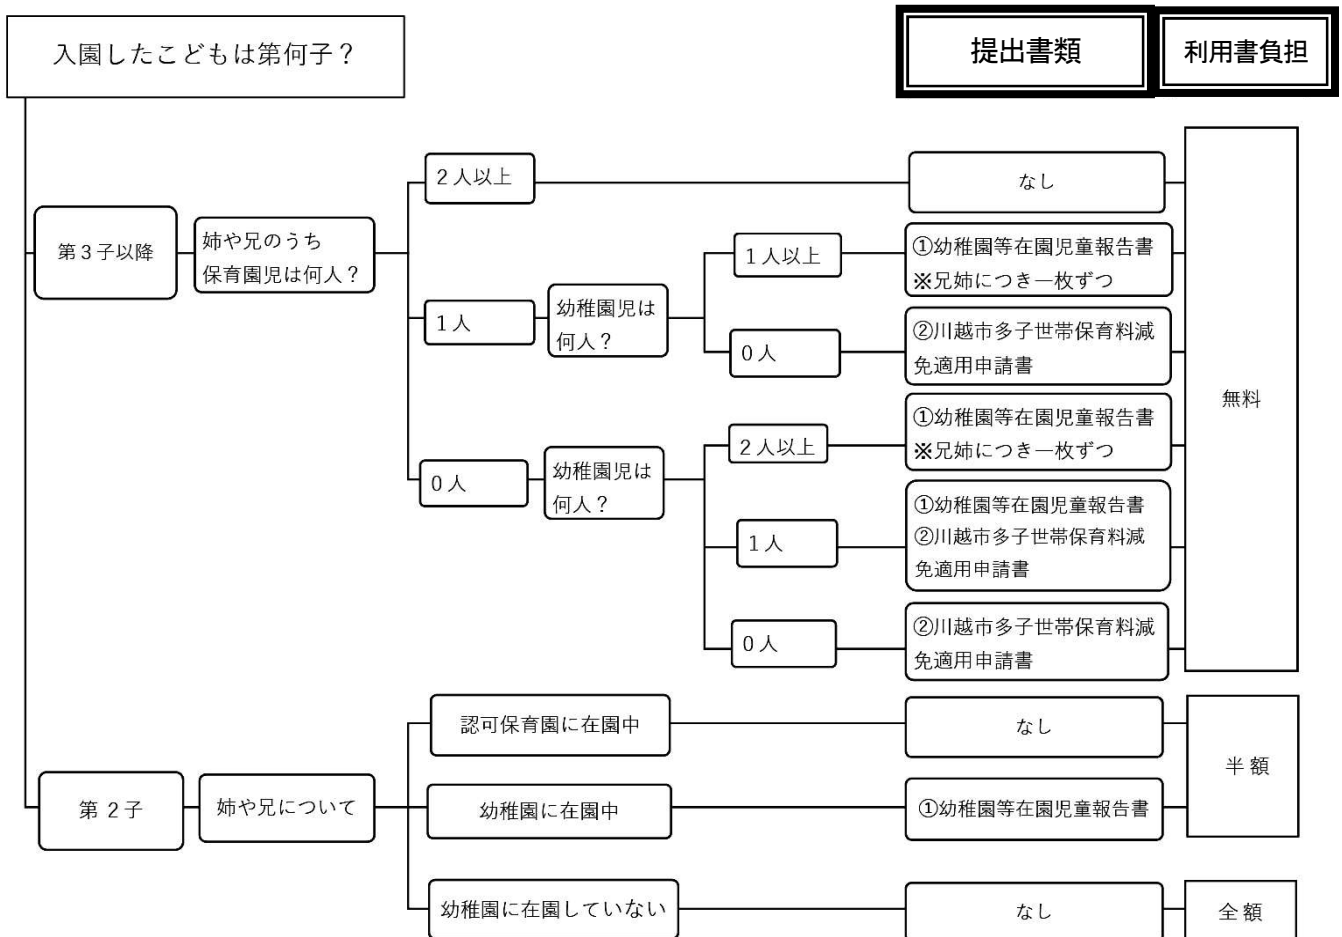 入園したこどもは第何子？
提出書類
利用書負担
第３子以降
姉や兄のうち
保育園児は何人？
２人以上
なし
１人
幼稚園児は
何人？
１人以上
①幼稚園等在園児童報告書
※兄姉につき一枚ずつ
０人
②川越市多子世帯保育料減
免適用申請書
０人
幼稚園児は
何人？
２人以上
①幼稚園等在園児童報告書
※兄姉につき一枚ずつ
１人
①幼稚園等在園児童報告書
②川越市多子世帯保育料減
免適用申請書
０人
②川越市多子世帯保育料減
免適用申請書
無料
第 ２子
姉や兄について
認可保育園に在園中
なし
幼稚園に在園中
①幼稚園等在園児童報告書
半額
幼稚園に在園していない
なし
全額